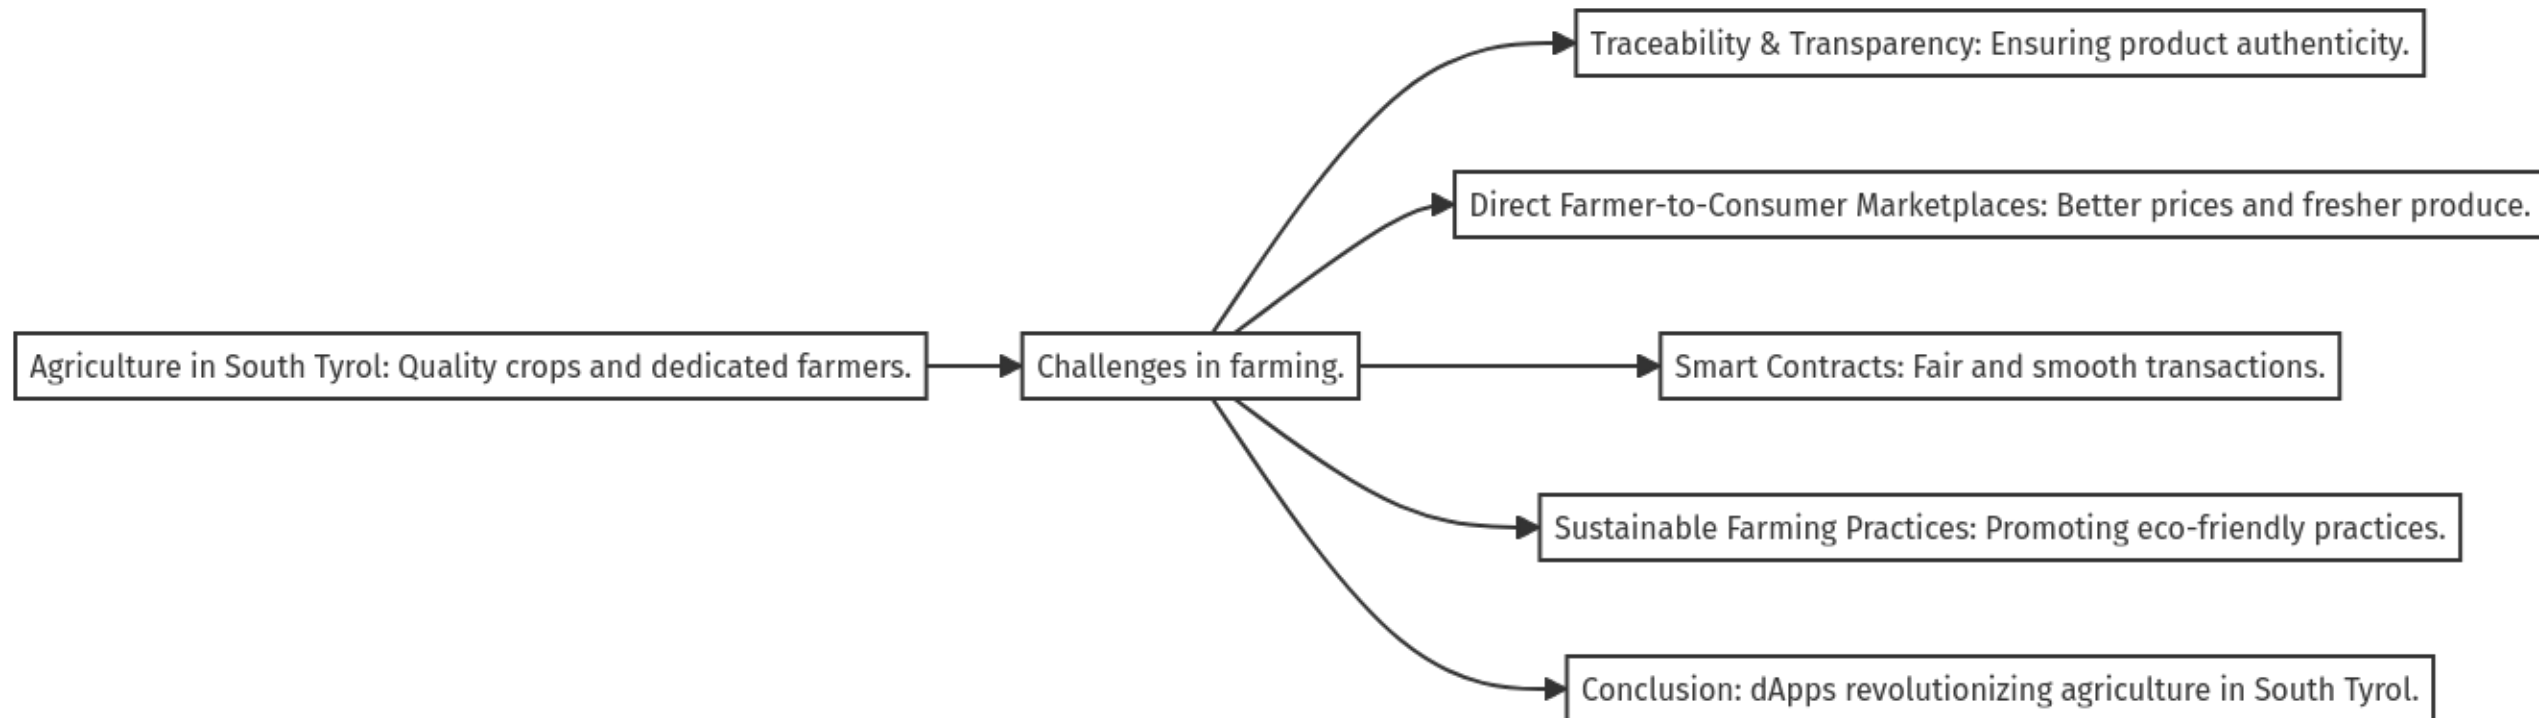 Traceability & Transparency: Ensuring product authenticity.
Direct Farmer-to-Consumer Marketplaces: Better prices and fresher produce.
Agriculture in South Tyrol: Quality crops and dedicated farmers.
Challenges in farming.
Smart Contracts: Fair and smooth transactions.
Sustainable Farming Practices: Promoting eco-friendly practices.
Conclusion: dApps revolutionizing agriculture in South Tyrol.